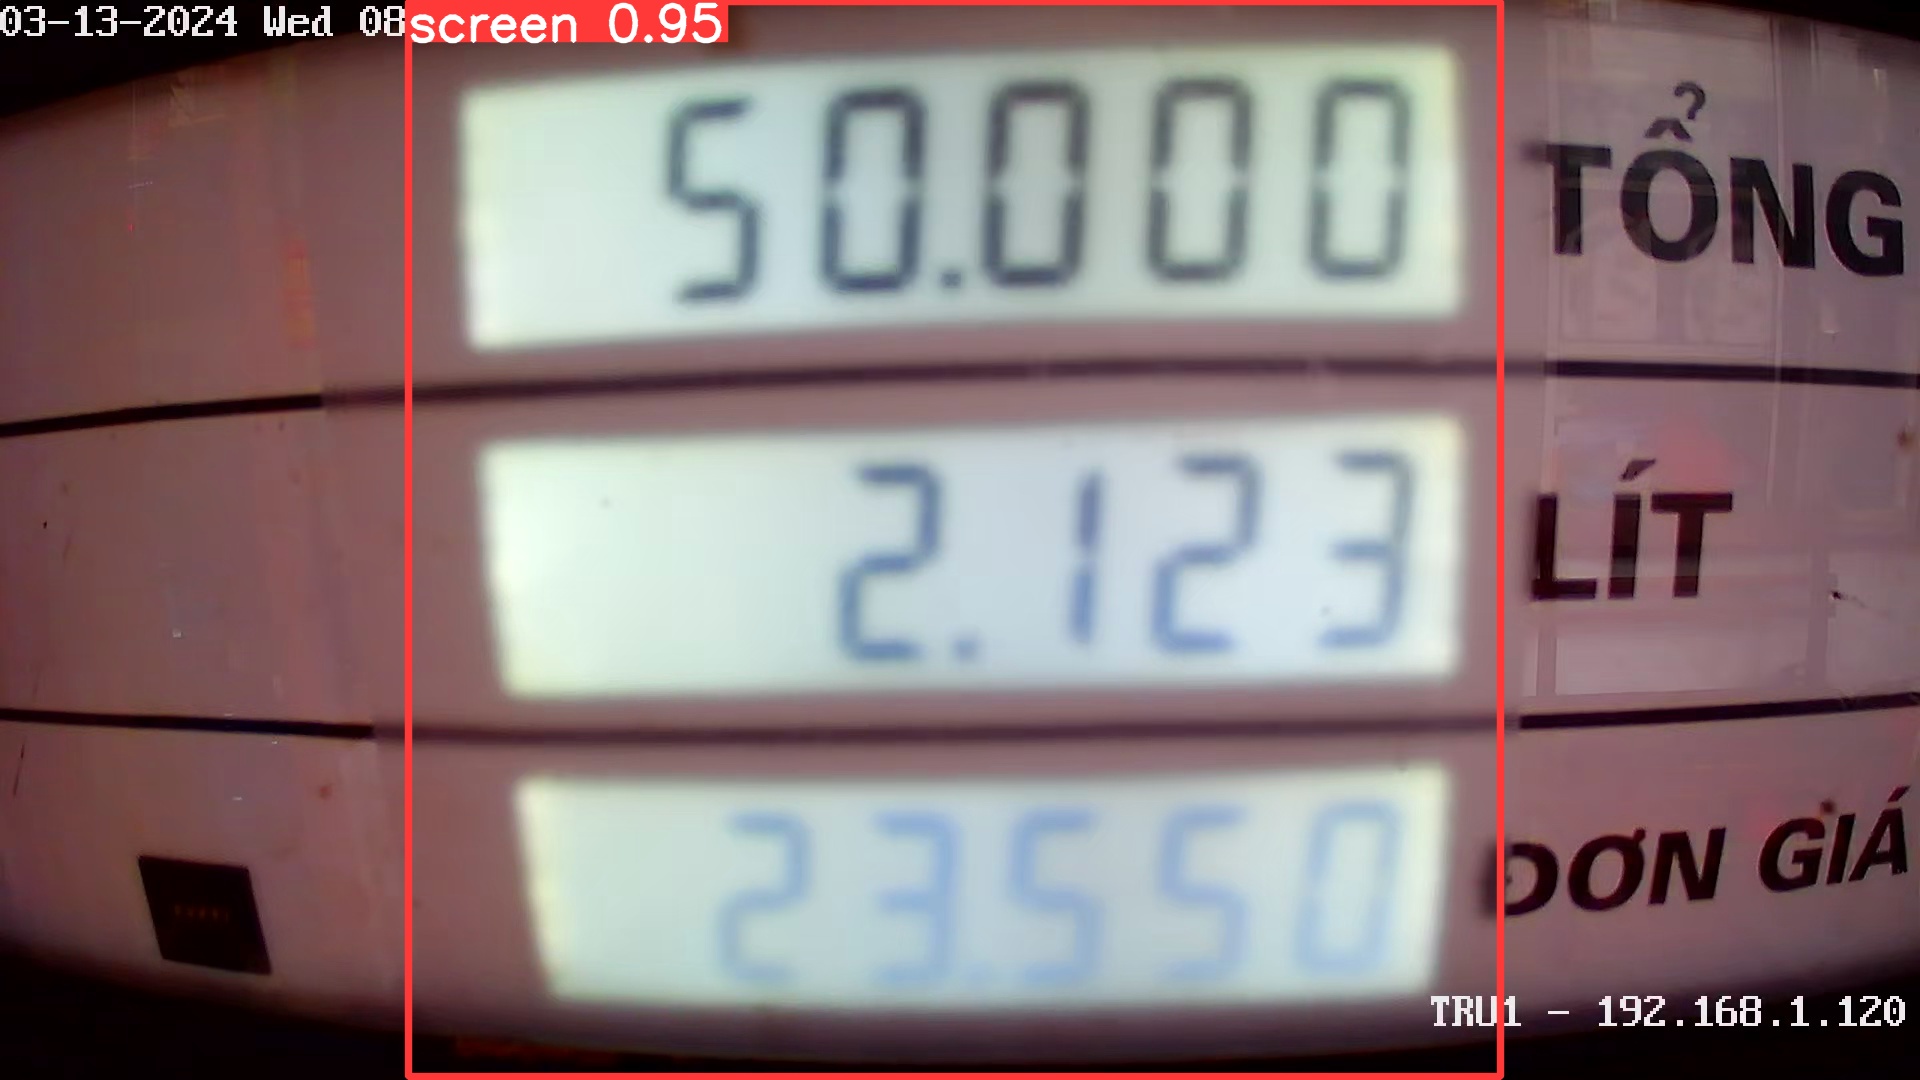 03-13-2024 Wed 08
screen 0.95
50.000
TỔNG
2.123
LÍT
23.550
ĐƠN GIÁ
TRU1 - 192.168.1.120